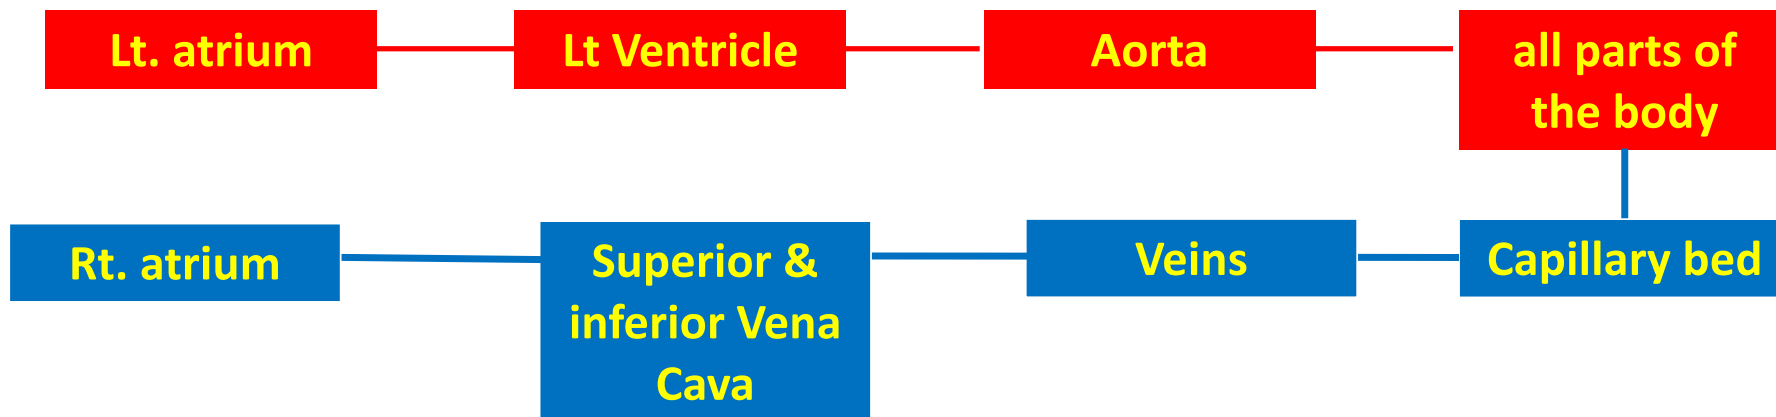 Lt. atrium
Lt Ventricle
Aorta
all parts of
the body
Rt. atrium
Superior &
inferior Vena
Cava
Veins
Capillary bed